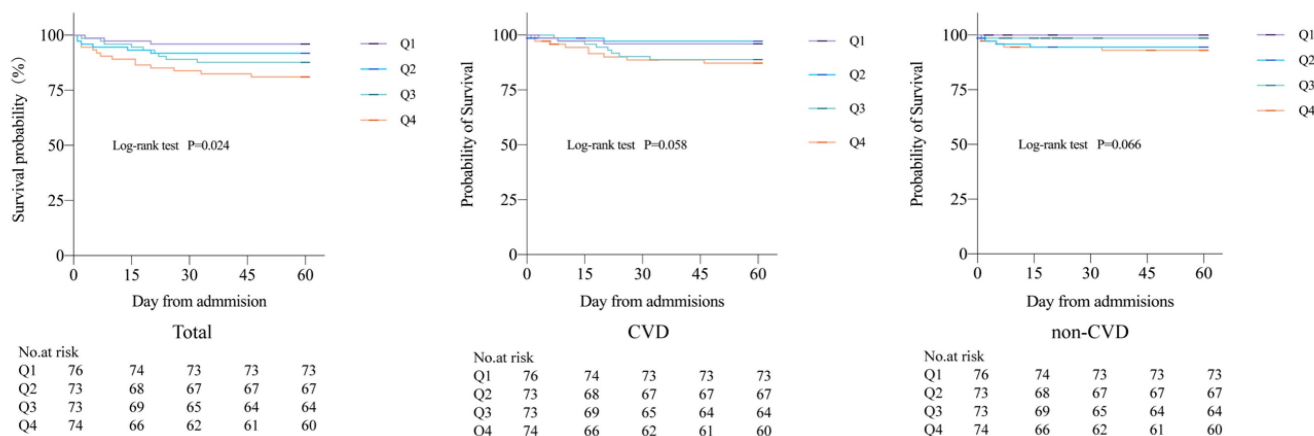 100
75
50
25
0
Survival probability (%)
Log-rank test P=0.024
Q1
Q2
Q3
Q4
0 15 30 45 60
Day from admmision
Total
No.at risk
Q1 76 74 73 73 73
Q2 73 68 67 67 67
Q3 73 69 65 64 64
Q4 74 66 62 61 60
100
75
50
25
0
Probability of Survival
Log-rank test P=0.058
Q1
Q2
Q3
Q4
0 15 30 45 60
Day from admmisions
CVD
No.at risk
Q1 76 74 73 73 73
Q2 73 68 67 67 67
Q3 73 69 65 64 64
O4 74 66 62 61 60
100
75
50
25
0
Probability of Survival
Log-rank test P=0.066
Q1
Q2
Q3
Q4
0 15 30 45 60
Day from admmisions
non-CVD
No.at risk
Q1 76 74 73 73 73
Q2 73 68 67 67 67
Q3 73 69 65 64 64
Q4 74 66 62 61 60